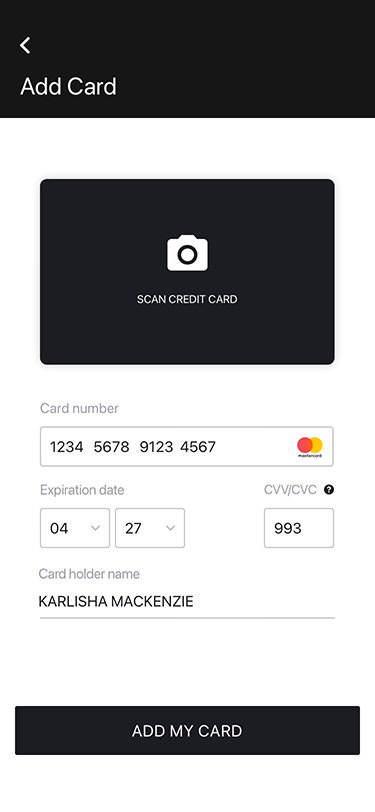 Add Card
SCAN CREDIT CARD
Card number
1234 5678 9123 4567
mastercard
Expiration date CVV/CVC ?
04 27 993
Card holder name
KARLISHA MACKENZIE
ADD MY CARD